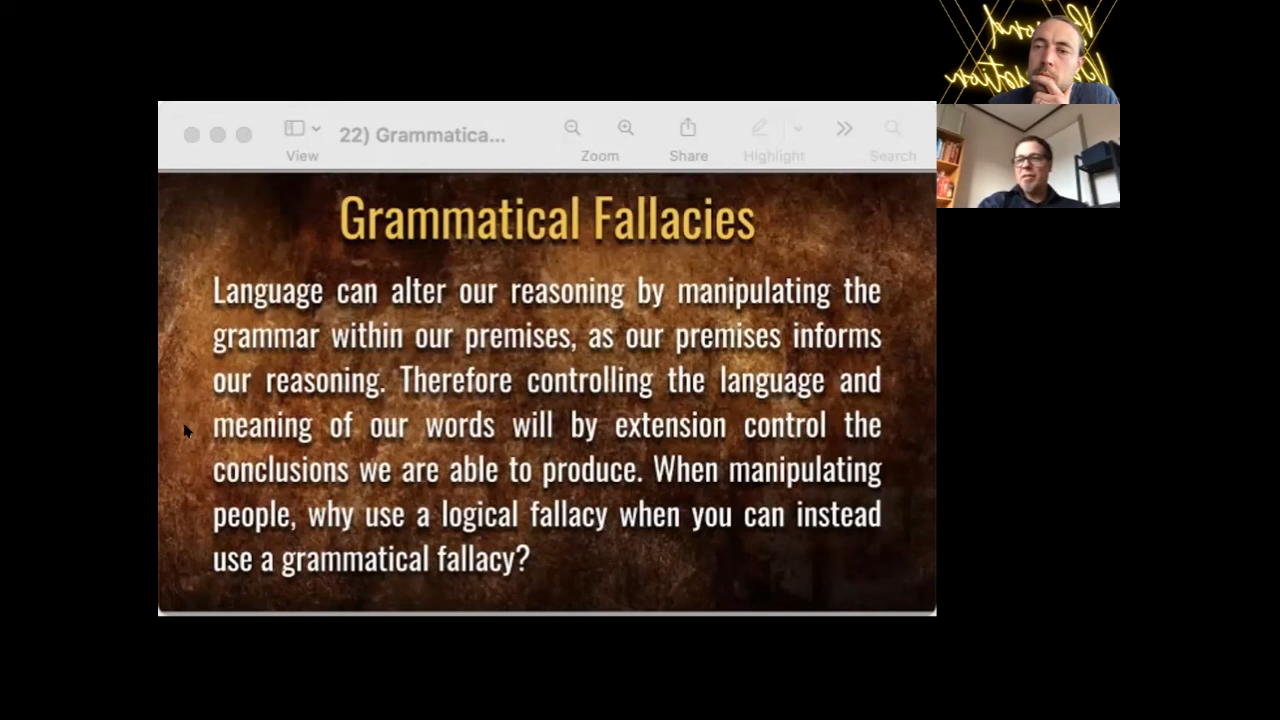 22) Grammatica...
View
Zoom
Share
Highlight
Search
Grammatical Fallacies
Language can alter our reasoning by manipulating the
grammar within our premises, as our premises informs
our reasoning. Therefore controlling the language and
meaning of our words will by extension control the
conclusions we are able to produce. When manipulating
people, why use a logical fallacy when you can instead
use a grammatical fallacy?